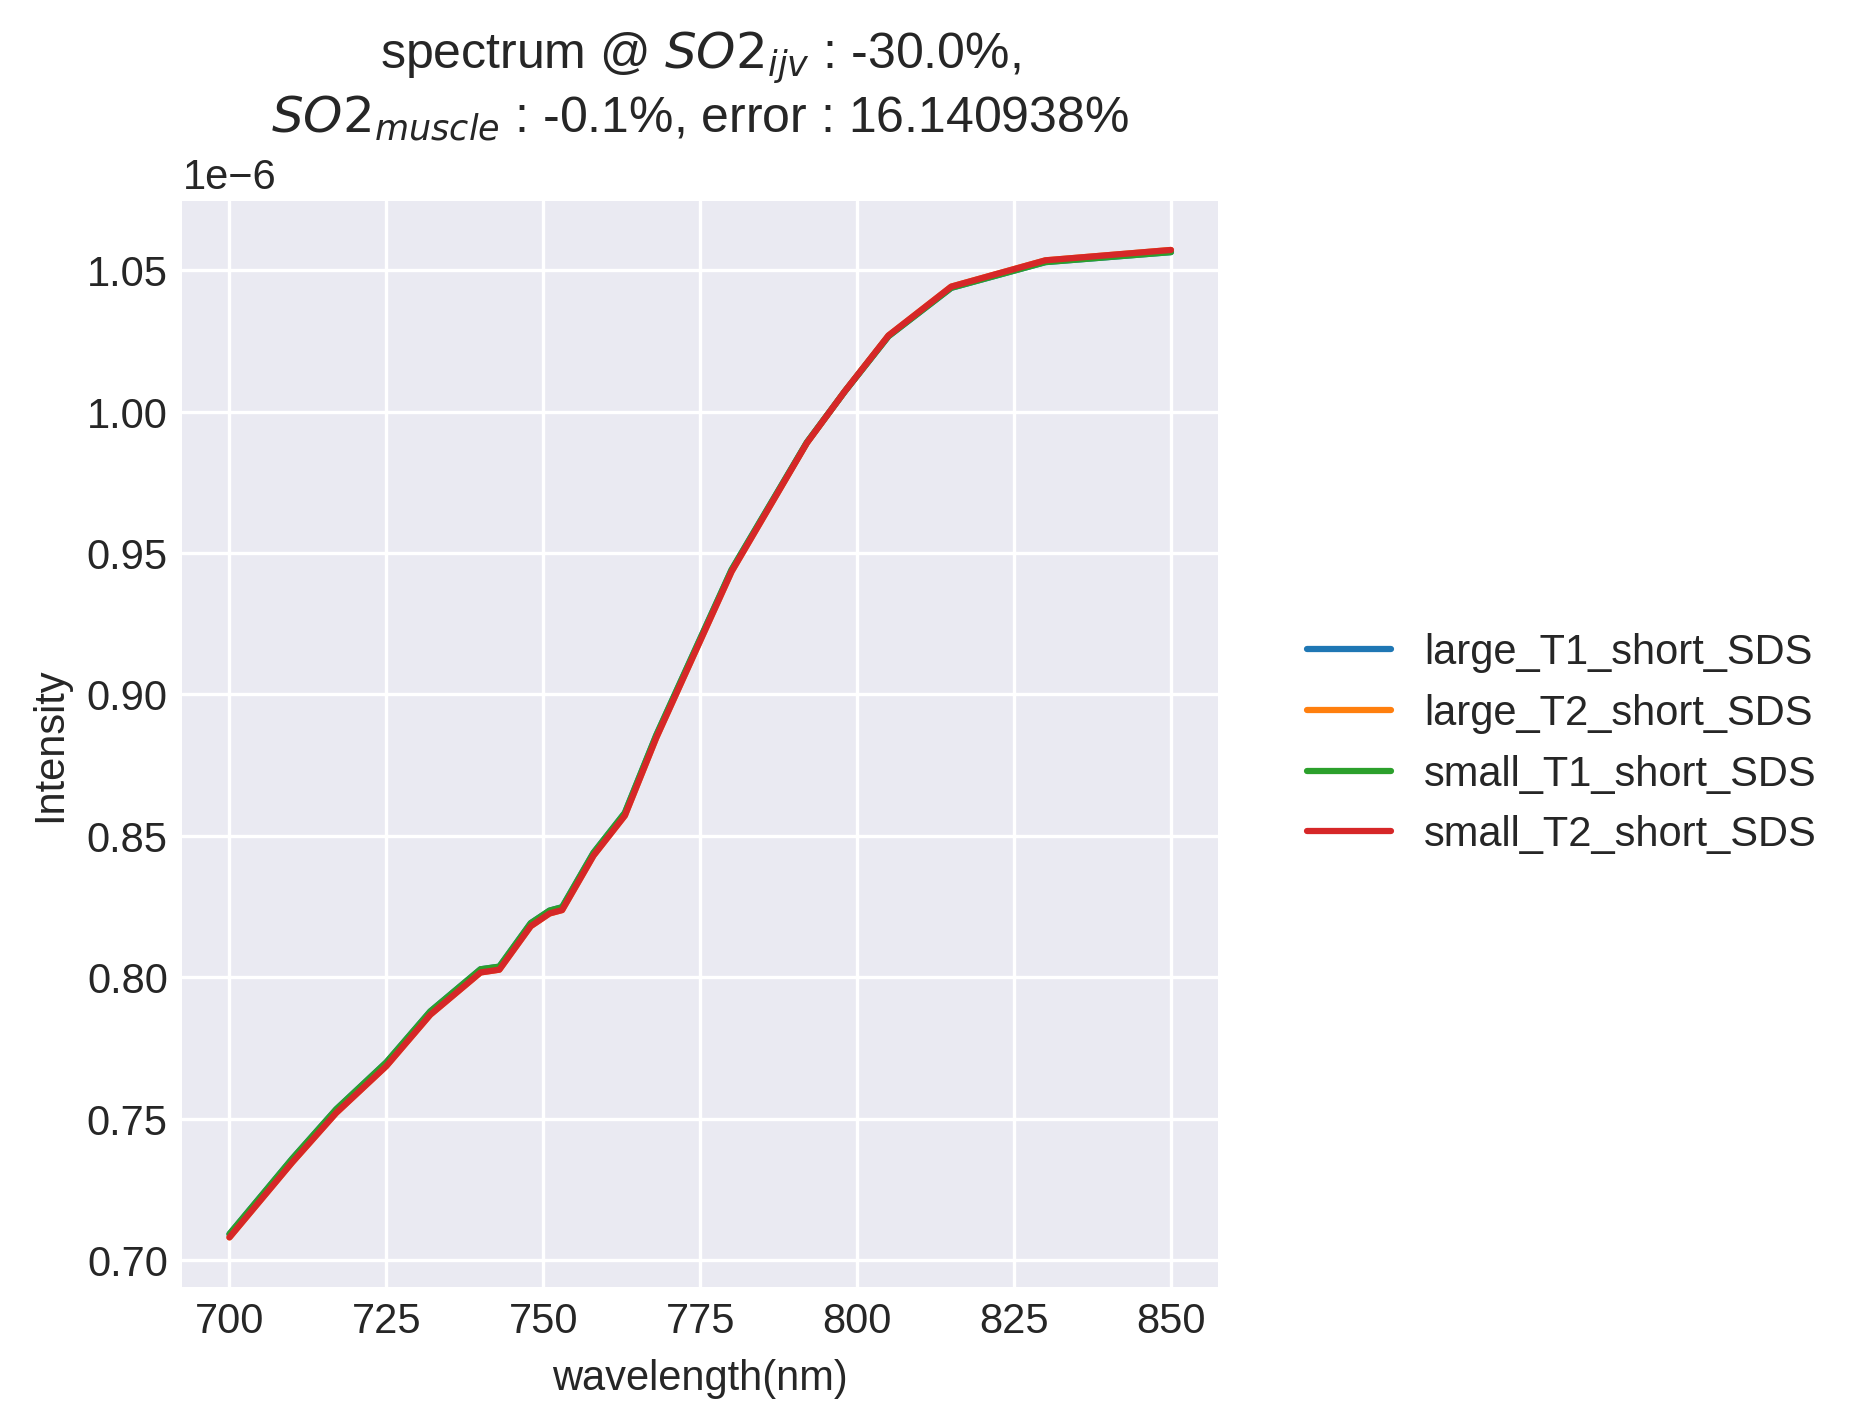 spectrum @ SO2ijv : -30.0%,
SO2muscle : -0.1%, error : 16.140938%
1e−6
1.05
1.00
0.95
0.90
0.85
0.80
0.75
0.70
Intensity
700 725 750 775 800 825 850
wavelength(nm)
large_T1_short_SDS
large_T2_short_SDS
small_T1_short_SDS
small_T2_short_SDS